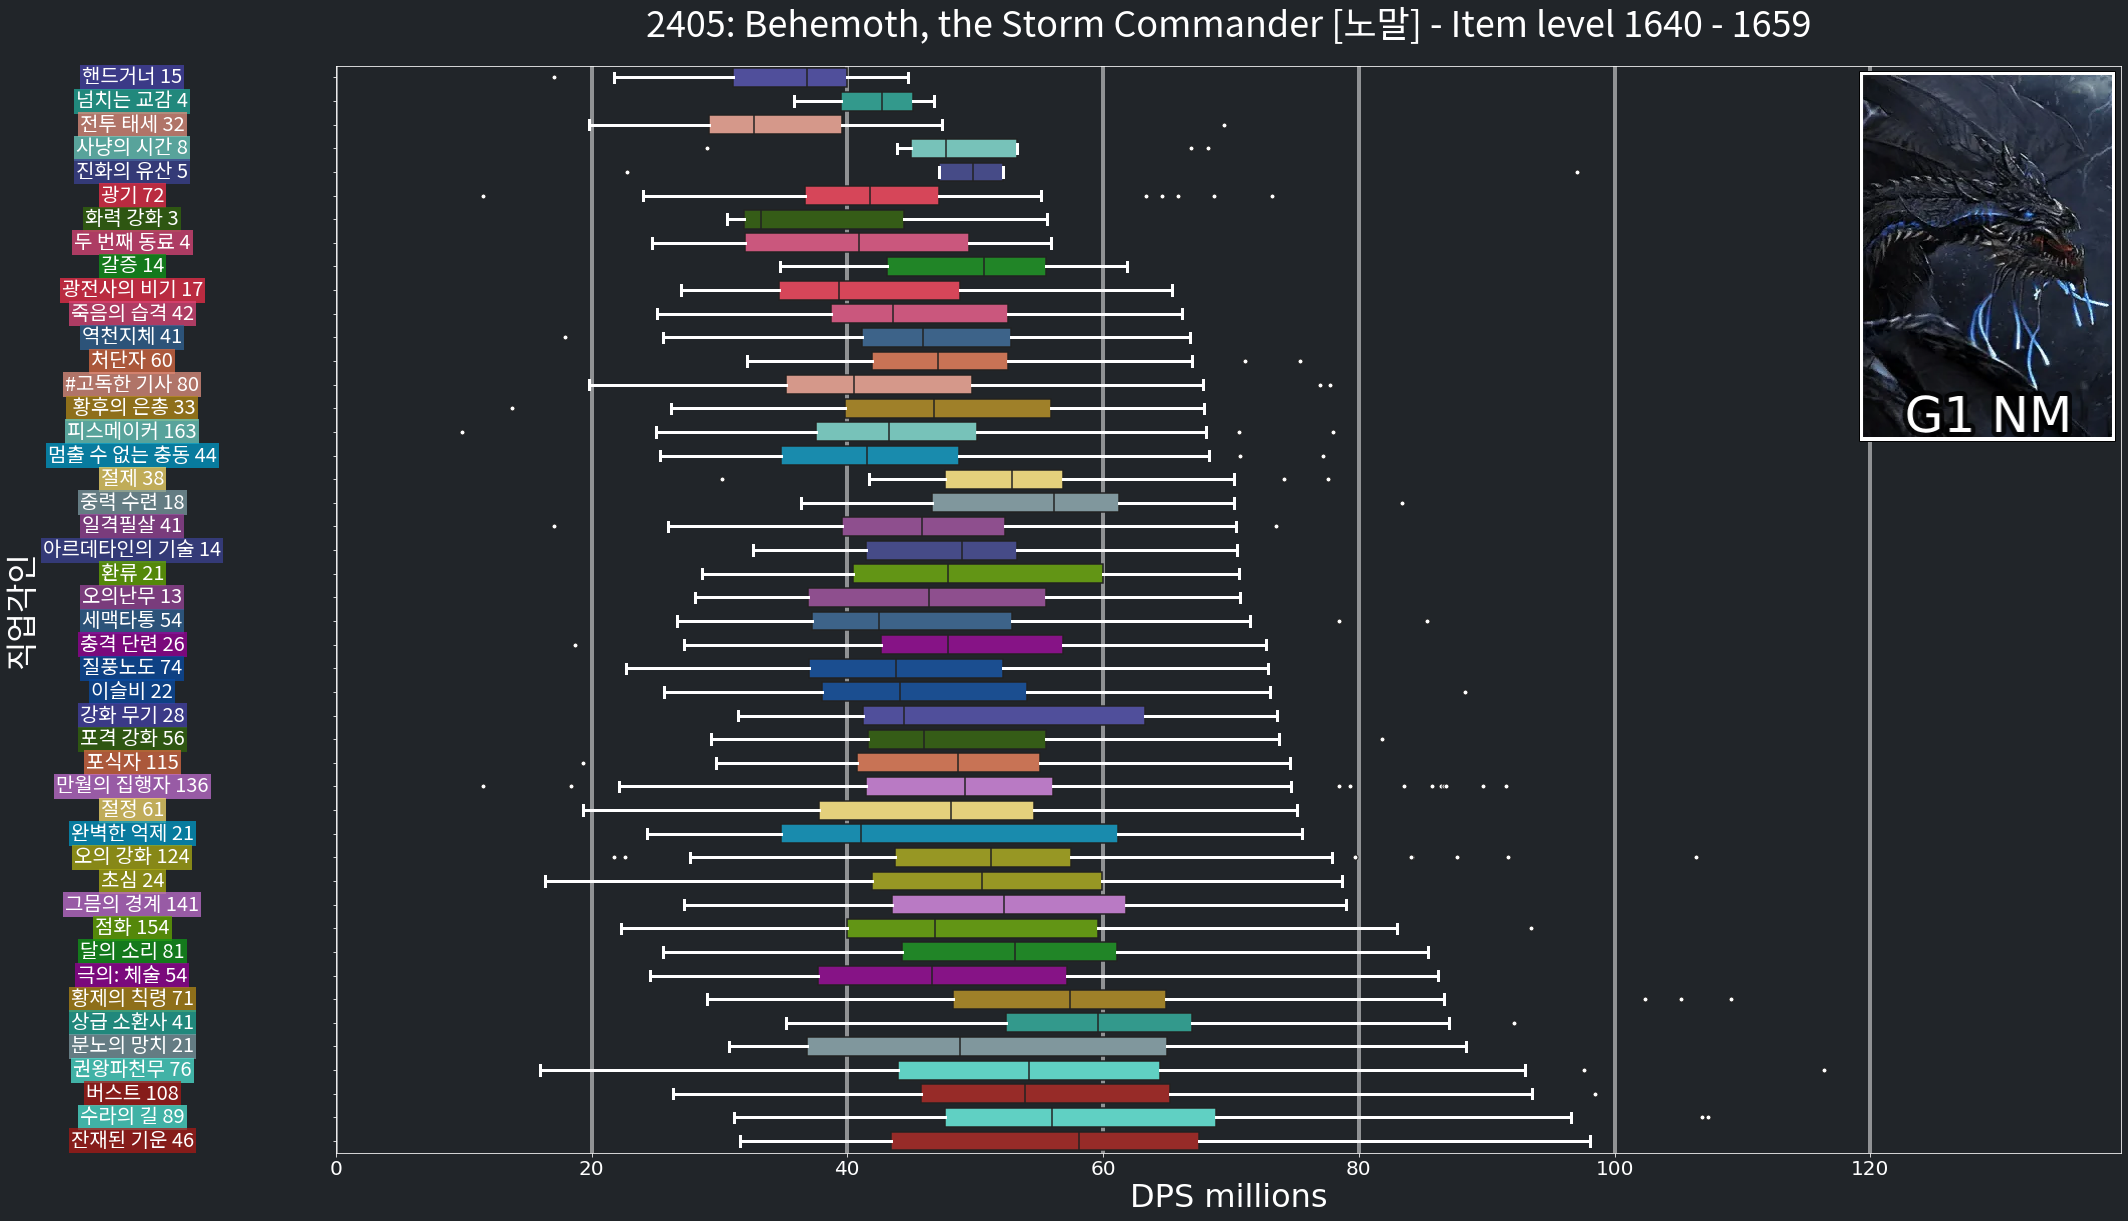 2405: Behemoth, the Storm Commander [노말] - Item level 1640 - 1659
직업각인
핸드거너 15
넘치는 교감 4
전투 태세 32
사냥의 시간 8
진화의 유산 5
광기 72
화력 강화 3
두 번째 동료 4
갈증 14
광전사의 비기 17
죽음의 습격 42
역천지체 41
처단자 60
#고독한 기사 80
황후의 은총 33
피스메이커 163
멈출 수 없는 충동 44
절제 38
중력 수련 18
일격필살 41
아르데타인의 기술 14
환류 21
오의난무 13
세맥타통 54
충격 단련 26
질풍노도 74
이슬비 22
강화 무기 28
포격 강화 56
포식자 115
만월의 집행자 136
절정 61
완벽한 억제 21
오의 강화 124
초심 24
그믐의 경계 141
점화 154
달의 소리 81
극의: 체술 54
황제의 칙령 71
상급 소환사 41
분노의 망치 21
권왕파천무 76
버스트 108
수라의 길 89
잔재된 기운 46
G1 NM
0 20 40 60 80 100 120
DPS millions